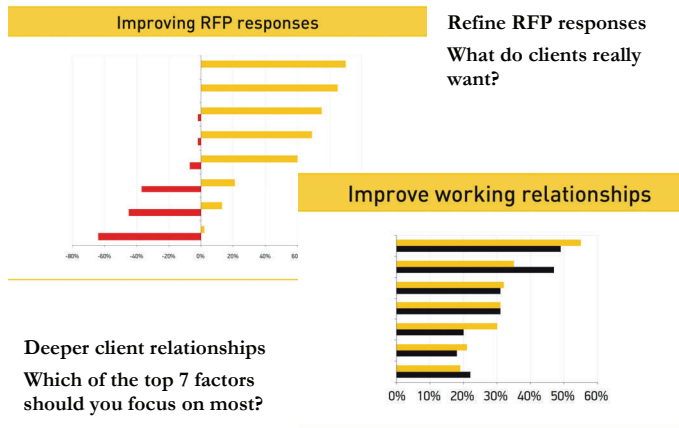 Improving RFP responses
-80% -60% -40% -20% 0% 20% 40% 60
Refine RFP responses
What do clients really
want?
Improve working relationships
0% 10% 20% 30% 40% 50% 60%
Deeper client relationships
Which of the top 7 factors
should you focus on most?